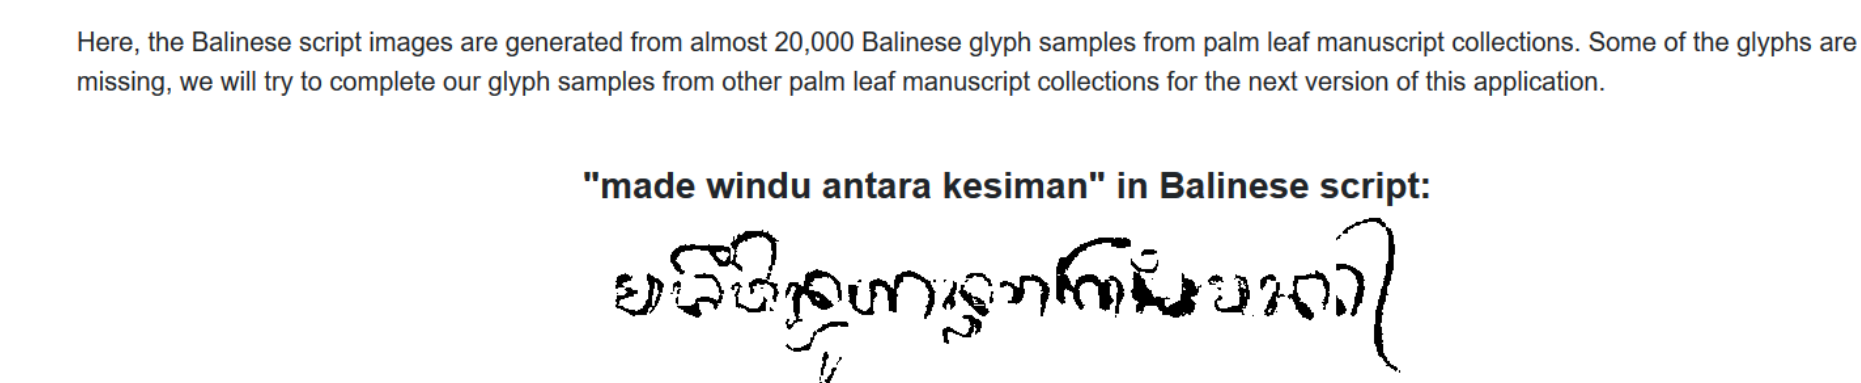 Here, the Balinese script images are generated from almost 20,000 Balinese glyph samples from palm leaf manuscript collections. Some of the glyphs are
missing, we will try to complete our glyph samples from other palm leaf manuscript collections for the next version of this application.
"made windu antara kesiman" in Balinese script: